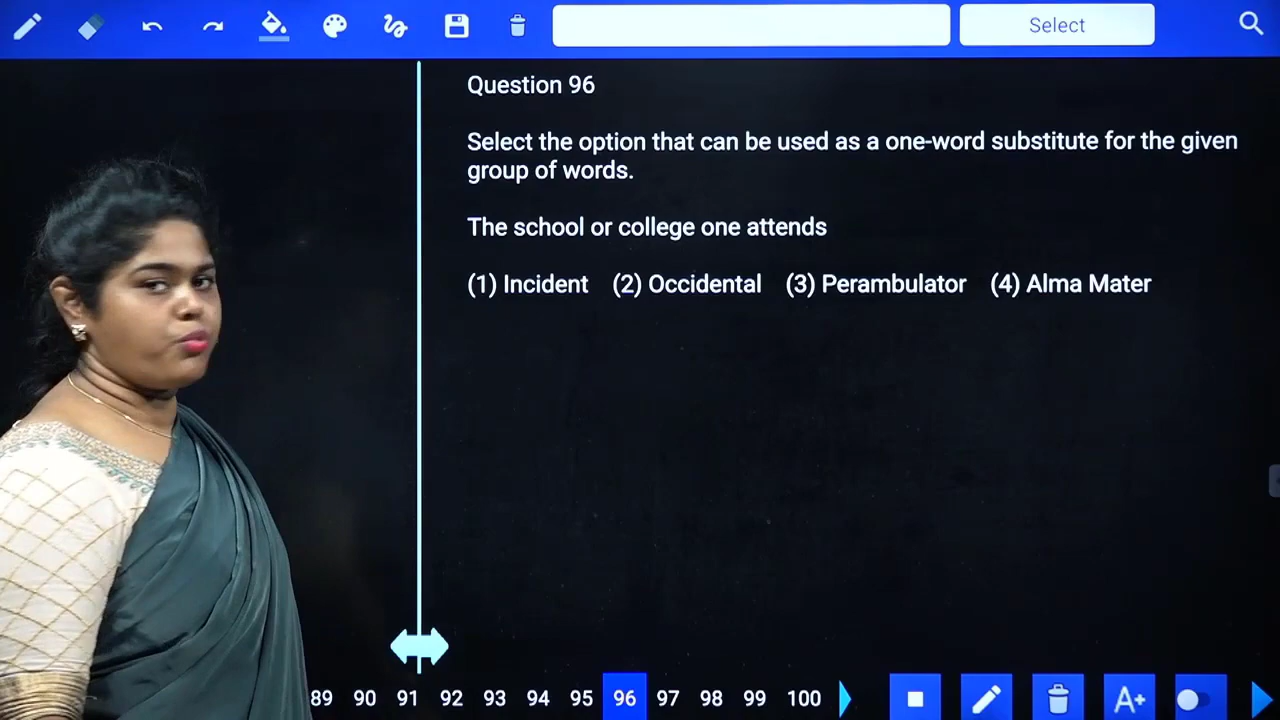 Select
Question 96
Select the option that can be used as a one-word substitute for the given
group of words.
The school or college one attends
(1) Incident (2) Occidental (3) Perambulator (4) Alma Mater
89 90 91 92 93 94 95 96 97 98 99 100
A+